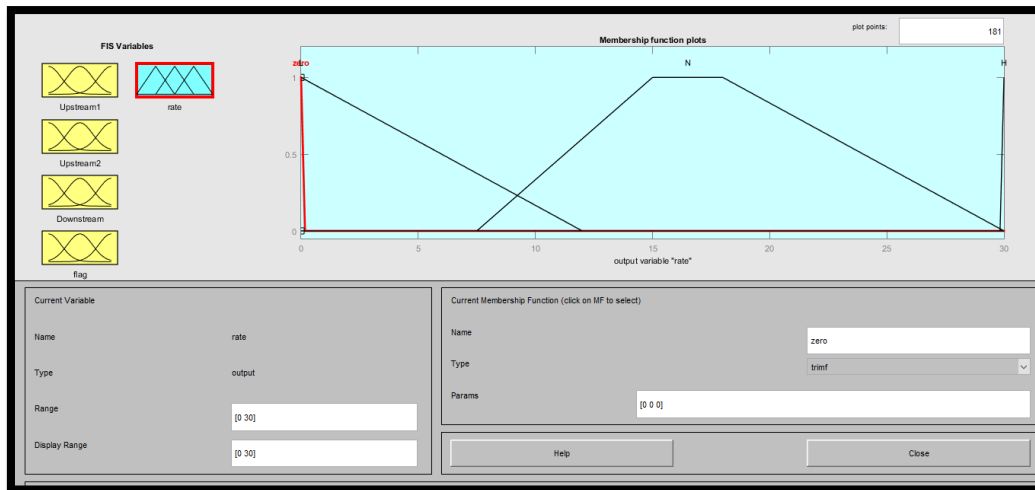 plot points:
181
FIS Variables
Membership function plots
Upstream1
rate
Upstream2
Downstream
flag
zero
N
H
1
0.5
0
0
5
10
15
20
25
30
output variable "rate"
Current Variable
Name
rate
Type
output
Range
[0 30]
Display Range
[0 30]
Current Membership Function (click on MF to select)
Name
zero
Type
trimf
Params
[0 0 0]
Help
Close